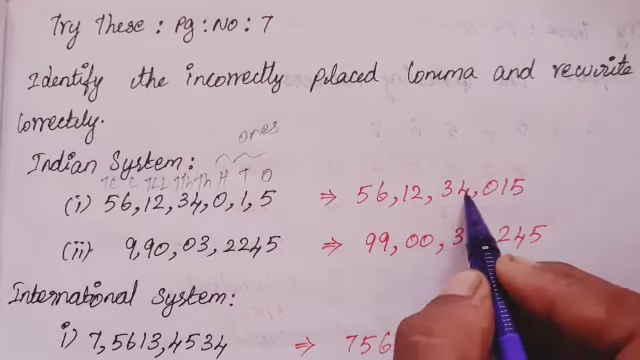 Try These : Pg : No : 7
Identify the incorrectly placed Comma and rewrite
correctly.
ones
Indian System:
TC C TLL TTh Th H T O
(i) 56,12,34,0,1,5 ⇒ 56,12,34,015
(ii) 9,90,03,2245 ⇒ 99,00,3 245
International System:
i) 7,5613,4534 ⇒ 756